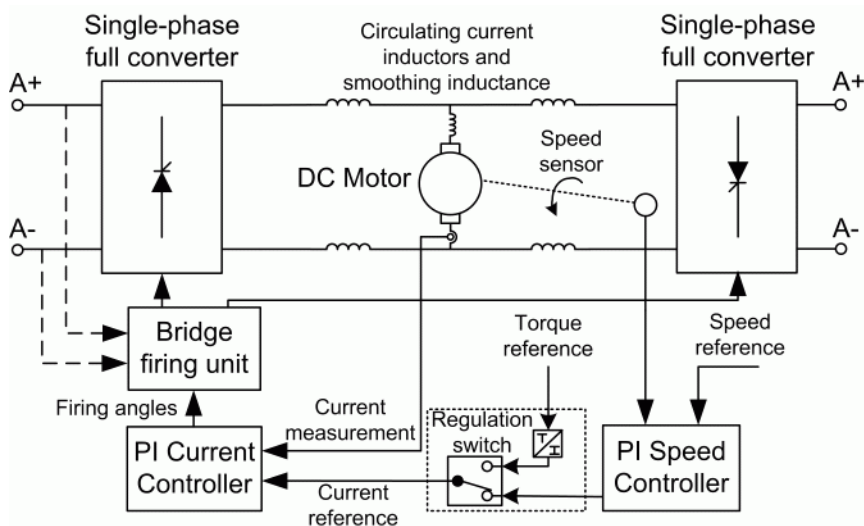 Single-phase
full converter
Circulating current
inductors and
smoothing inductance
Single-phase
full converter
A+
A+
DC Motor
Speed
sensor
A-
A-
Bridge
firing unit
Torque
reference
Speed
reference
Firing angles
Current
measurement
Regulation
switch
T
I
PI Current
Controller
PI Speed
Controller
Current
reference